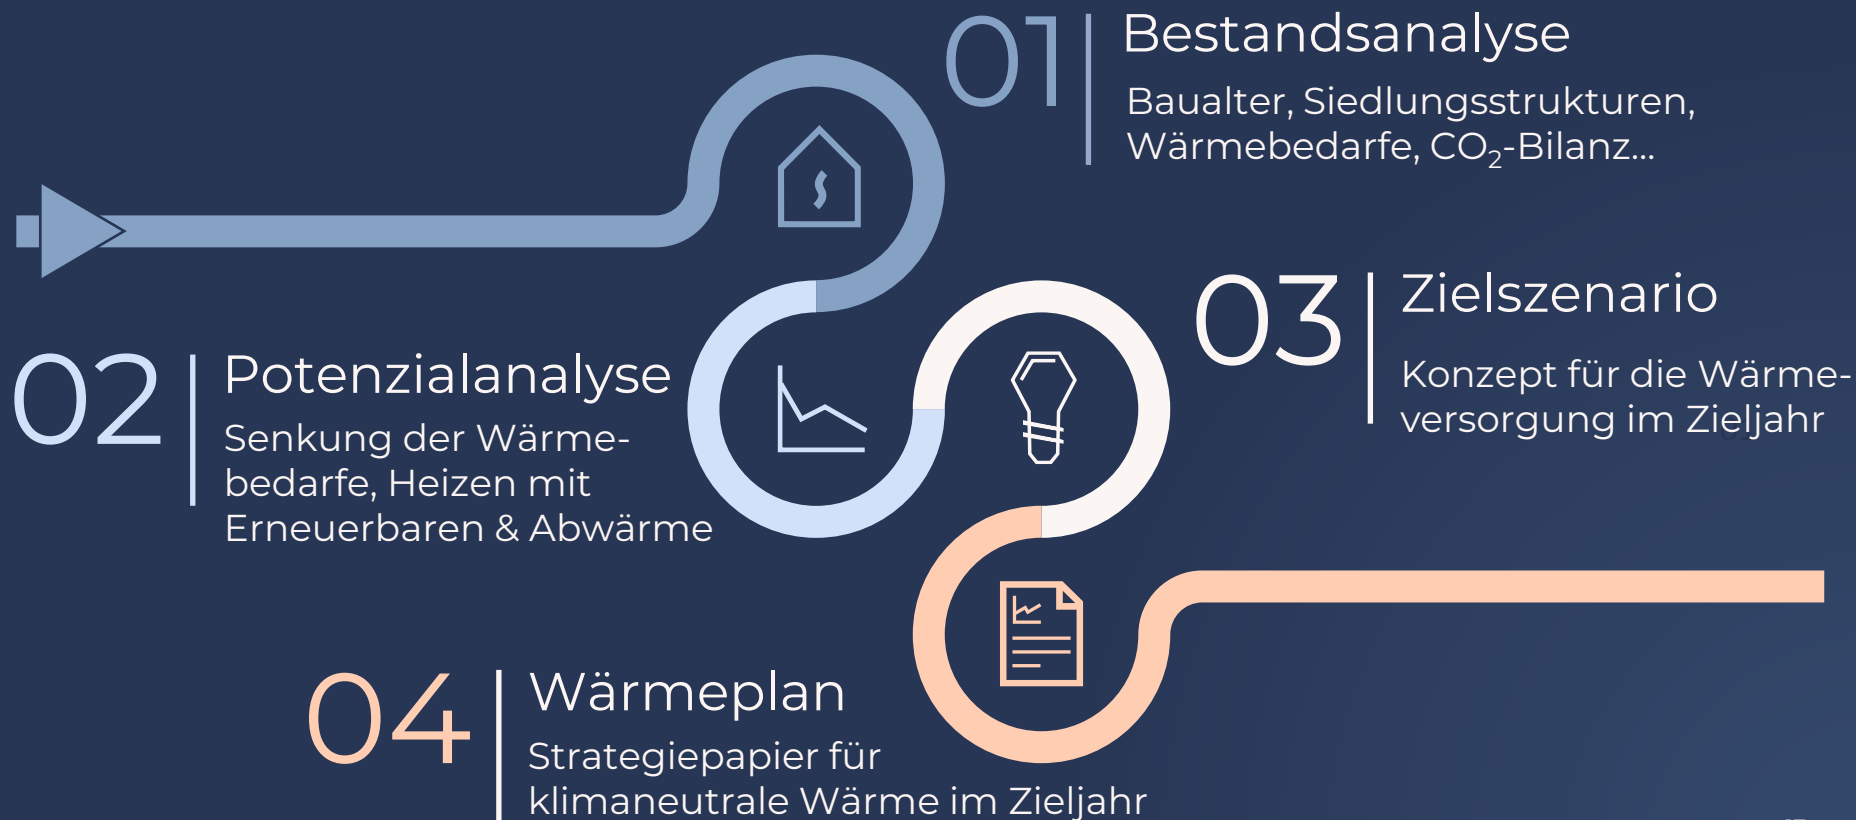 01
Bestandsanalyse
Baualter, Siedlungsstrukturen,
Wärmebedarfe, CO₂-Bilanz...
02
Potenzialanalyse
Senkung der Wärme-
bedarfe, Heizen mit
Erneuerbaren & Abwärme
03
Zielszenario
Konzept für die Wärme-
versorgung im Zieljahr
04
Wärmeplan
Strategiepapier für
klimaneutrale Wärme im Zieljahr